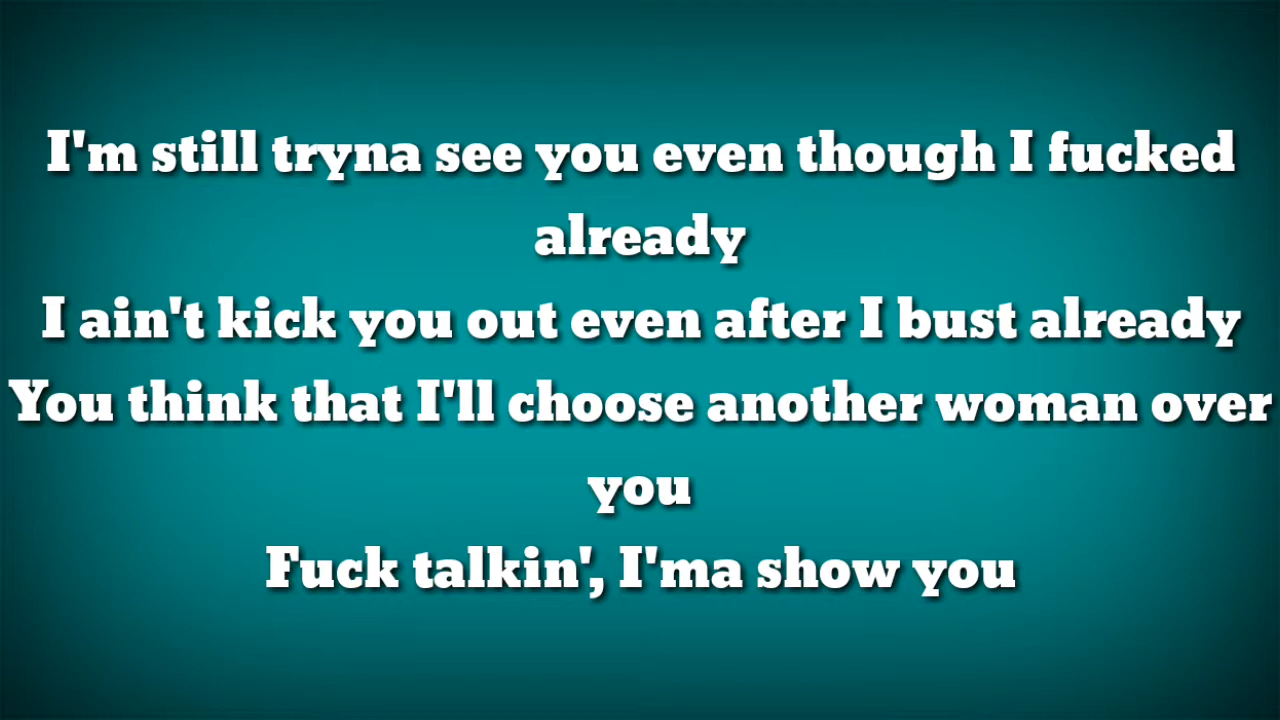 I'm still tryna see you even though I fucked
already
I ain't kick you out even after I bust already
You think that I'll choose another woman over
you
Fuck talkin', I'ma show you